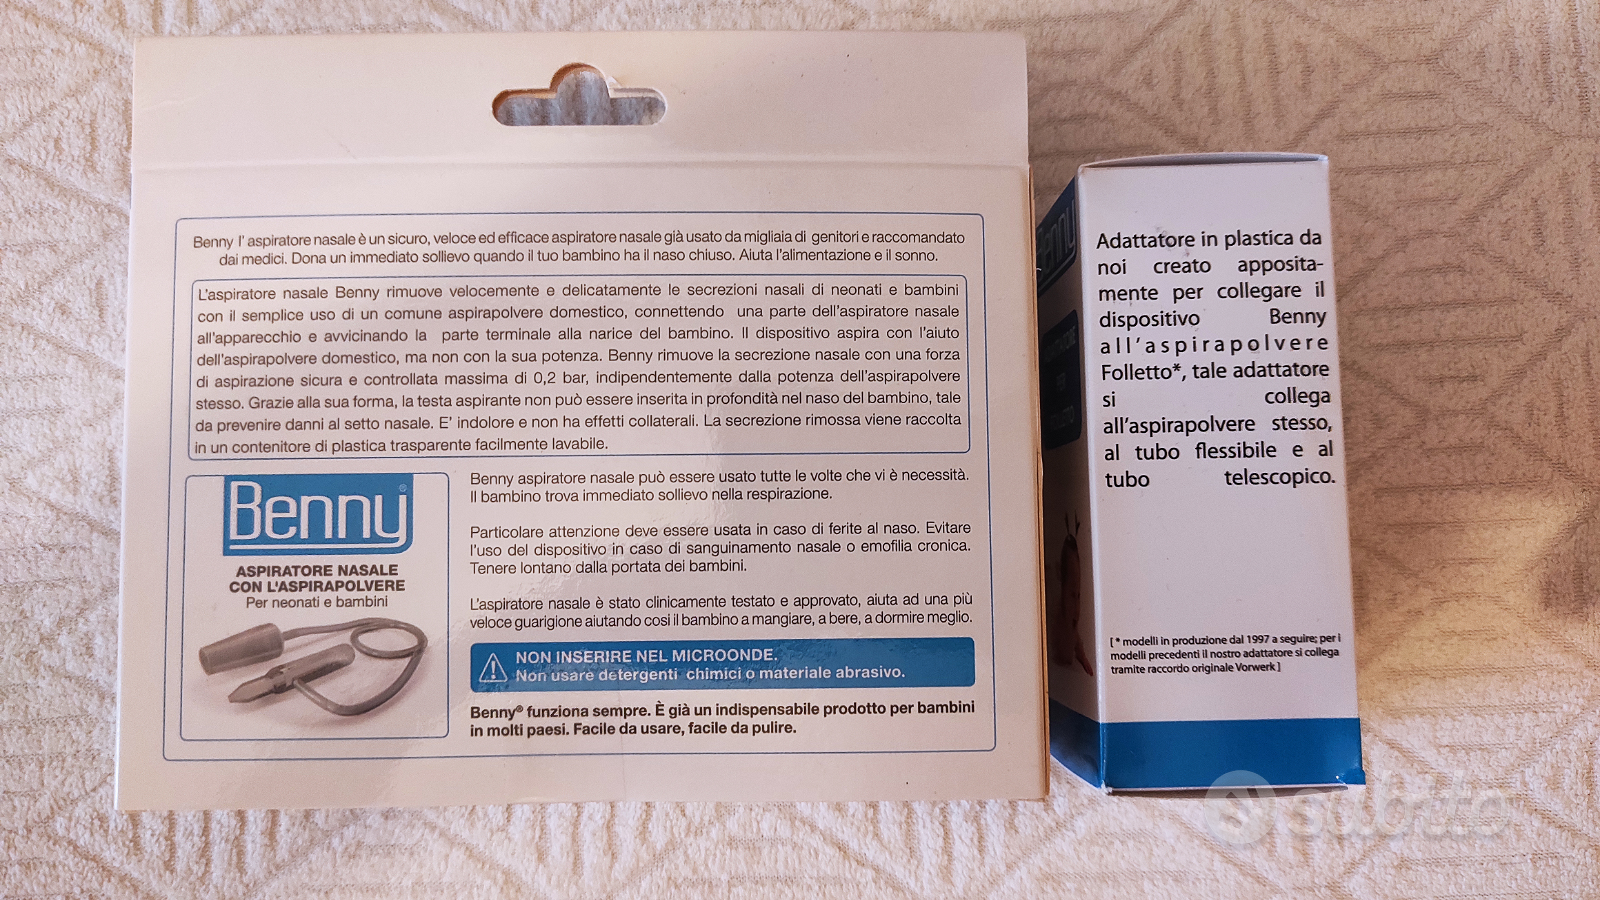 Benny l' aspiratore nasale è un sicuro, veloce ed efficace aspiratore nasale già usato da migliaia di genitori e raccomandato
dai medici. Dona un immediato sollievo quando il tuo bambino ha il naso chiuso. Aiuta l'alimentazione e il sonno.
L'aspiratore nasale Benny rimuove velocemente e delicatamente le secrezioni nasali di neonati e bambini
con il semplice uso di un comune aspirapolvere domestico, connettendo una parte dell'aspiratore nasale
all'apparecchio e avvicinando la parte terminale alla narice del bambino. Il dispositivo aspira con l'aiuto
dell'aspirapolvere domestico, ma non con la sua potenza. Benny rimuove la secrezione nasale con una forza
di aspirazione sicura e controllata massima di 0,2 bar, indipendentemente dalla potenza dell'aspirapolvere
stesso. Grazie alla sua forma, la testa aspirante non può essere inserita in profondità nel naso del bambino, tale
da prevenire danni al setto nasale. E' indolore e non ha effetti collaterali. La secrezione rimossa viene raccolta
in un contenitore di plastica trasparente facilmente lavabile.
Benny®
ASPIRATORE NASALE
CON L'ASPIRAPOLVERE
Per neonati e bambini
Benny aspiratore nasale può essere usato tutte le volte che vi è necessità.
Il bambino trova immediato sollievo nella respirazione.
Particolare attenzione deve essere usata in caso di ferite al naso. Evitare
l'uso del dispositivo in caso di sanguinamento nasale o emofilia cronica.
Tenere lontano dalla portata dei bambini.
L'aspiratore nasale è stato clinicamente testato e approvato, aiuta ad una più
veloce guarigione aiutando cosi il bambino a mangiare, a bere, a dormire meglio.
NON INSERIRE NEL MICROONDE.
Non usare detergenti chimici o materiale abrasivo.
Benny® funziona sempre. È già un indispensabile prodotto per bambini
in molti paesi. Facile da usare, facile da pulire.
Benny
Adattatore in plastica da
noi creato apposita-
mente per collegare il
dispositivo Benny
all'aspirapolvere
Folletto*, tale adattatore
si collega
all'aspirapolvere stesso,
al tubo flessibile e al
tubo telescopico.
[ * modelli in produzione dal 1997 a seguire; per i
modelli precedenti il nostro adattatore si collega
tramite raccordo originale Vorwerk ]
subito